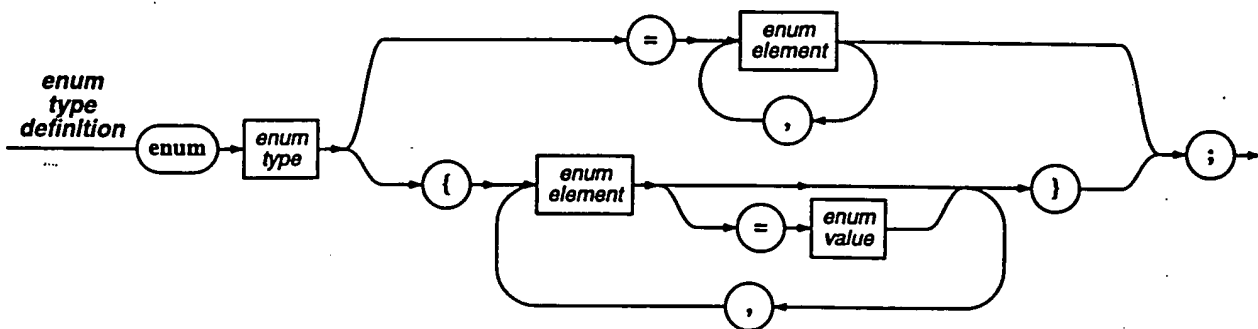 =
enum
element
,
enum
type
definition
enum
enum
type
{
enum
element
=
enum
value
,
}
;